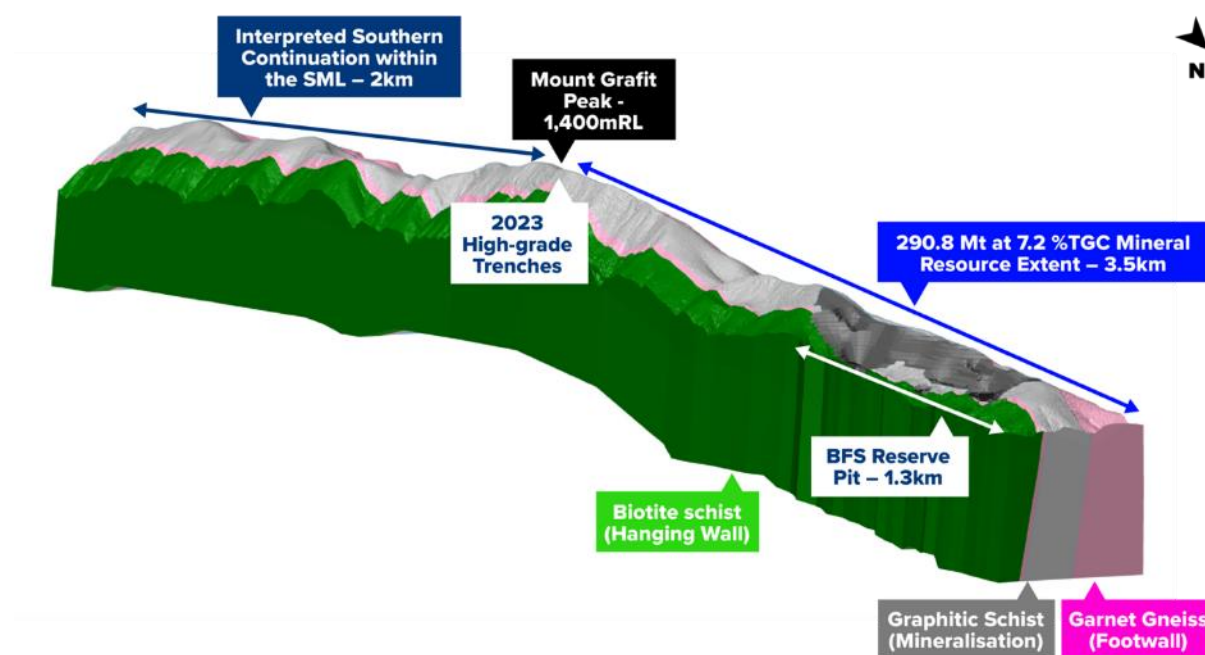 Interpreted Southern
Continuation within
the SML – 2km
Mount Grafit
Peak -
1,400mRL
N
2023
High-grade
Trenches
290.8 Mt at 7.2 %TGC Mineral
Resource Extent – 3.5km
BFS Reserve
Pit – 1.3km
Biotite schist
(Hanging Wall)
Graphitic Schist
(Mineralisation)
Garnet Gneiss
(Footwall)